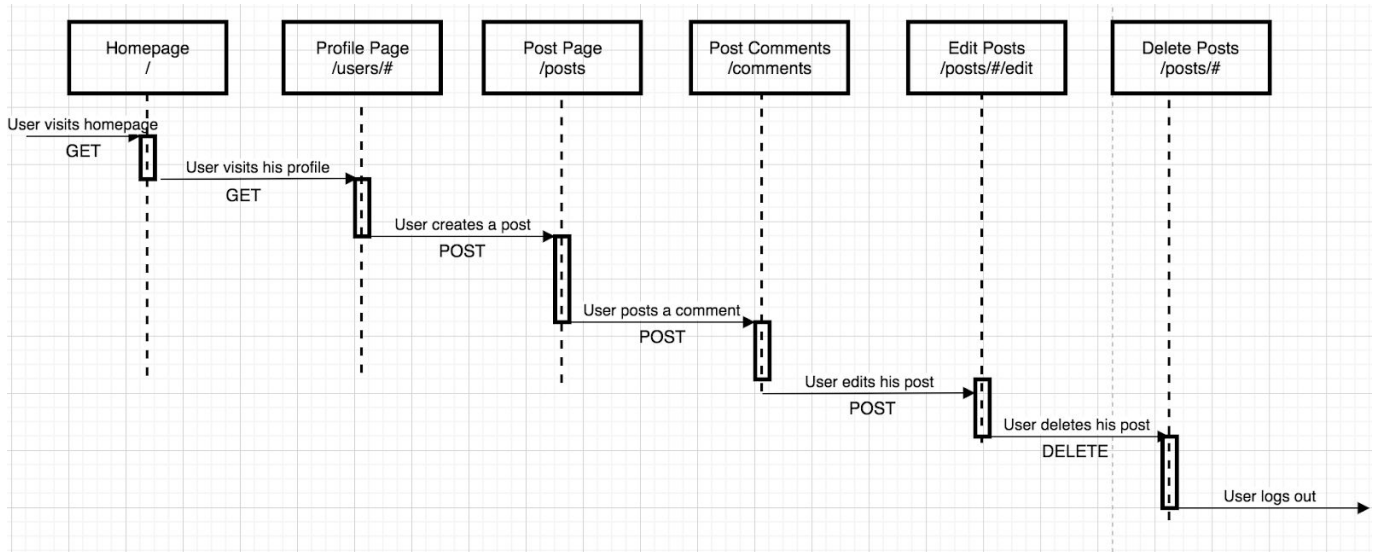 Homepage
/
Profile Page
/users/#
Post Page
/posts
Post Comments
/comments
Edit Posts
/posts/#/edit
Delete Posts
/posts/#
User visits homepage
GET
User visits his profile
GET
User creates a post
POST
User posts a comment
POST
User edits his post
POST
User deletes his post
DELETE
User logs out